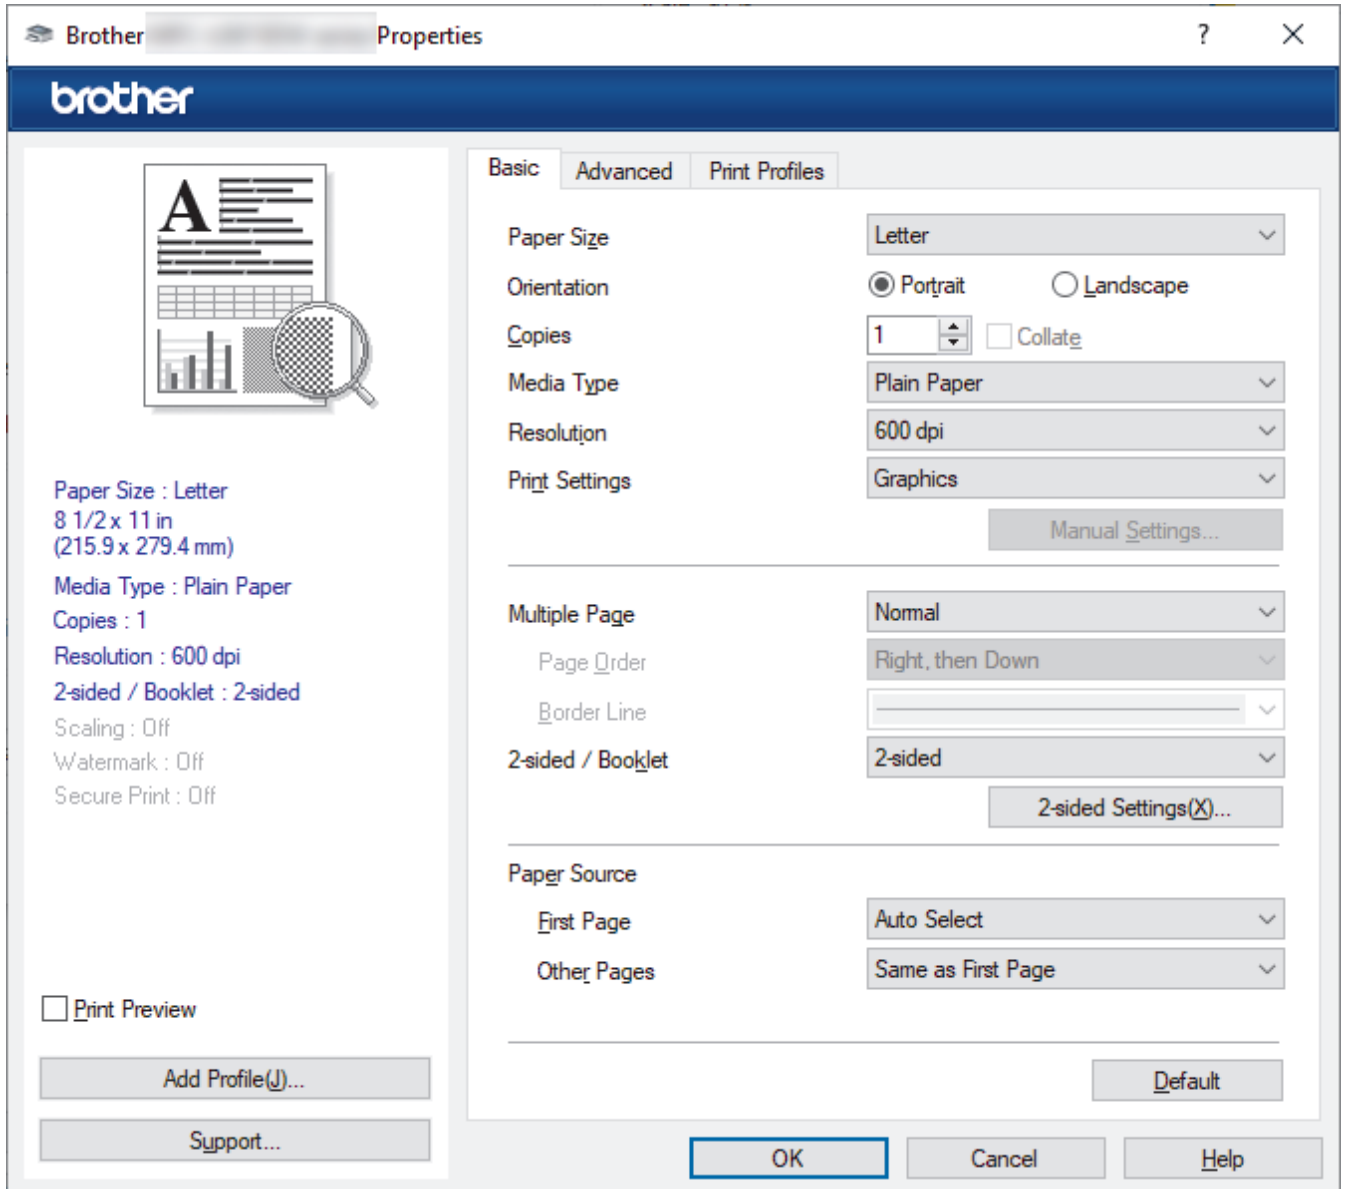 Brother Properties
?
brother
A
Paper Size : Letter
8 1/2 x 11 in
(215.9 x 279.4 mm)
Media Type : Plain Paper
Copies : 1
Resolution : 600 dpi
2-sided / Booklet : 2-sided
Scaling : Off
Watermark : Off
Secure Print : Off
Print Preview
Add Profile(J)...
Support...
Basic Advanced Print Profiles
Paper Size Letter
Orientation Portrait Landscape
Copies 1 Collate
Media Type Plain Paper
Resolution 600 dpi
Print Settings Graphics
Manual Settings...
Multiple Page Normal
Page Order Right, then Down
Border Line
2-sided / Booklet 2-sided
2-sided Settings(X)...
Paper Source
First Page Auto Select
Other Pages Same as First Page
Default
OK Cancel Help